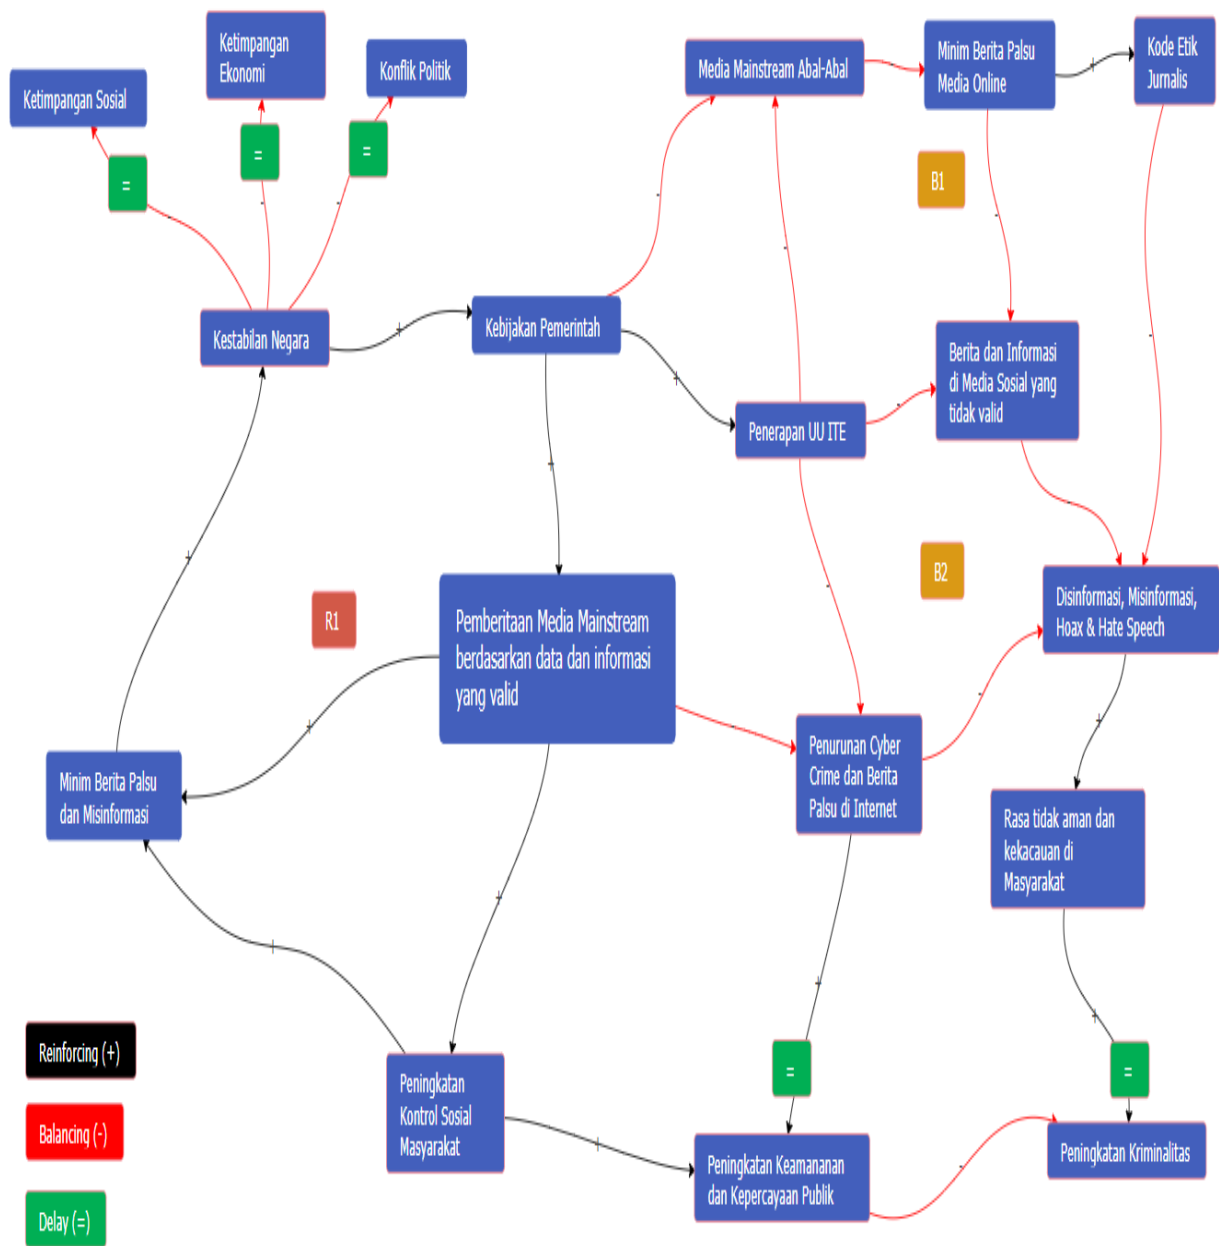 Ketimpangan Sosial
Ketimpangan
Ekonomi
Konflik Politik
Media Mainstream Abal-Abal
Minim Berita Palsu
Media Online
Kode Etik
Jurnalis
+
-
=
=
=
-
-
-
-
-
-
-
B1
Kestabilan Negara
+
Kebijakan Pemerintah
+
Penerapan UU ITE
-
Berita dan Informasi
di Media Sosial yang
tidak valid
+
-
+
-
B2
R1
Pemberitaan Media Mainstream
berdasarkan data dan informasi
yang valid
Disinformasi, Misinformasi,
Hoax & Hate Speech
-
+
-
+
Minim Berita Palsu
dan Misinformasi
Penurunan Cyber
Crime dan Berita
Palsu di Internet
Rasa tidak aman dan
kekacauan di
Masyarakat
+
+
+
+
=
=
Reinforcing (+)
Balancing (-)
Delay (=)
Peningkatan
Kontrol Sosial
Masyarakat
+
Peningkatan Keamananan
dan Kepercayaan Publik
-
Peningkatan Kriminalitas